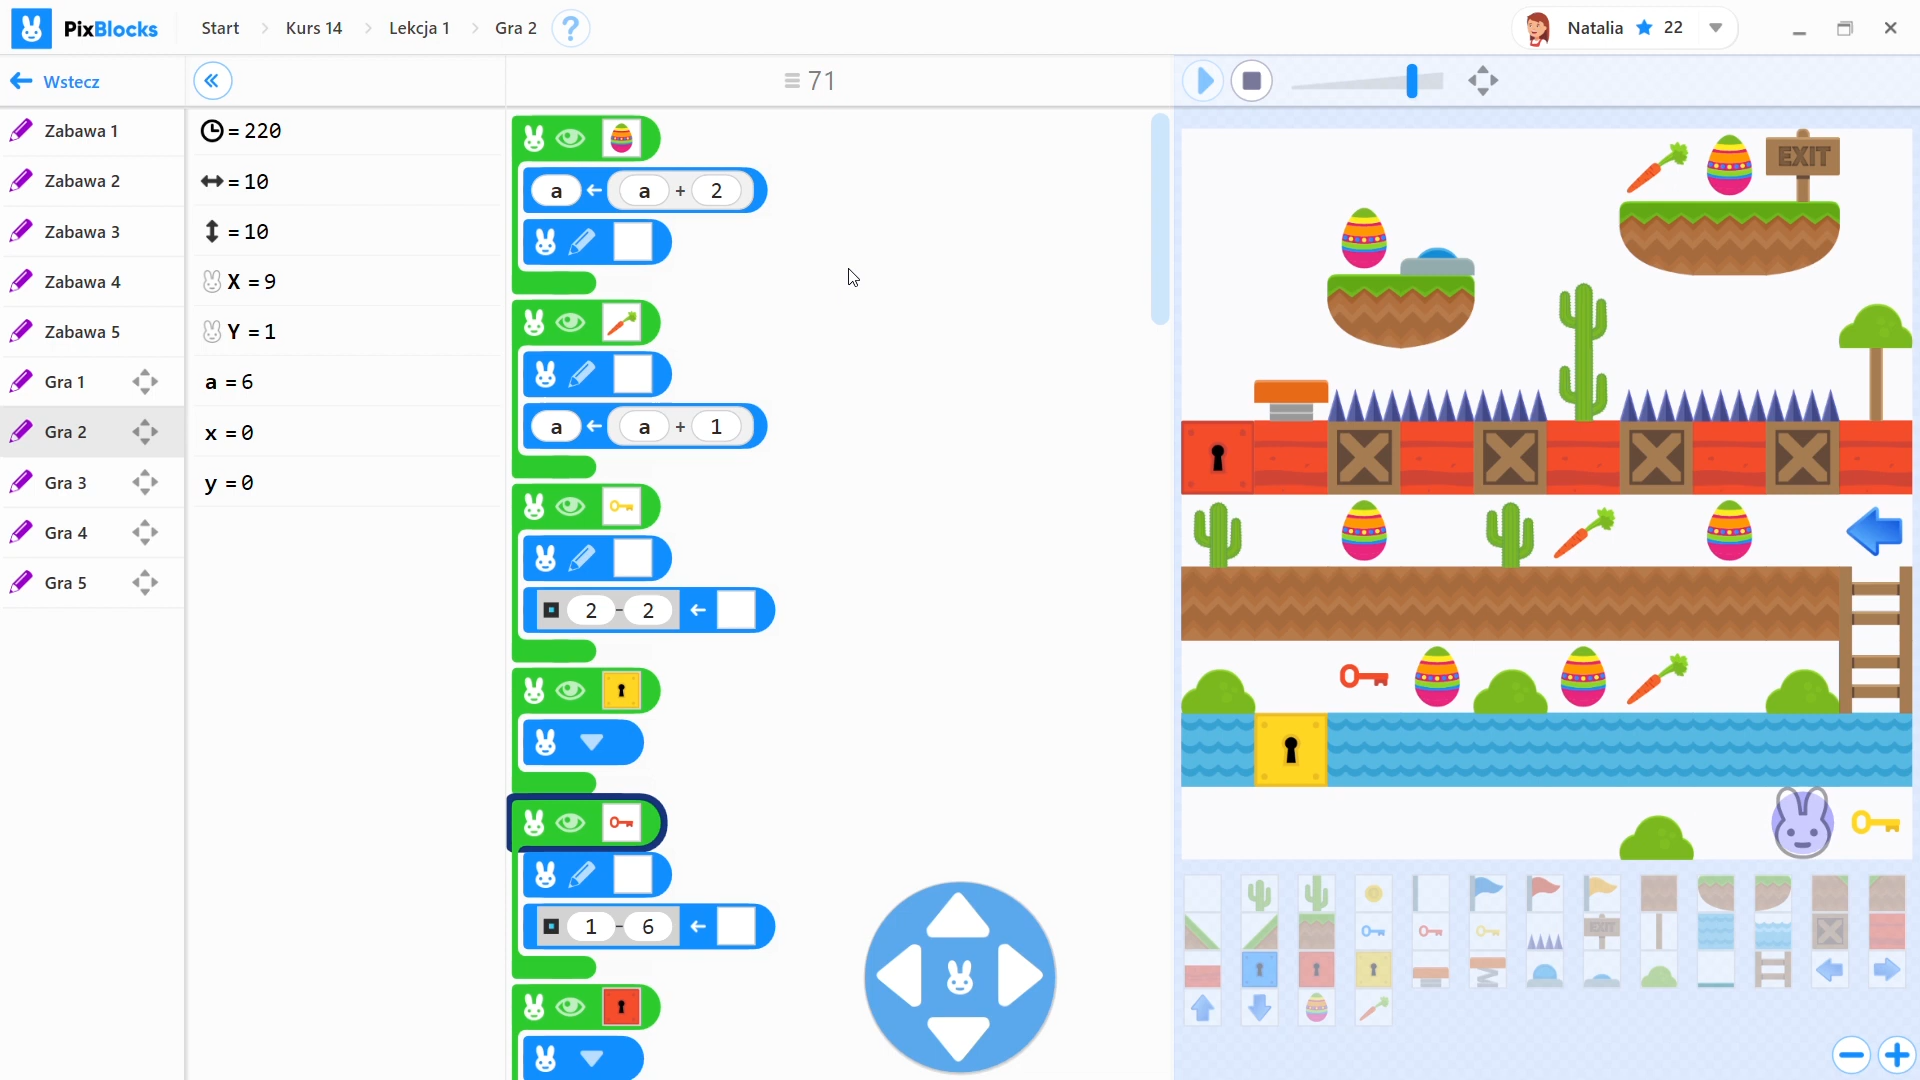 PixBlocks Start Kurs 14 Lekcja 1 Gra 2 ? Natalia 22
Wstecz
71
Zabawa 1
Zabawa 2
Zabawa 3
Zabawa 4
Zabawa 5
Gra 1
Gra 2
Gra 3
Gra 4
Gra 5
= 220
= 10
= 10
X = 9
Y = 1
a = 6
x = 0
y = 0
a ← a + 2
a ← a + 1
2 - 2 ←
1 - 6 ←
EXIT
EXIT